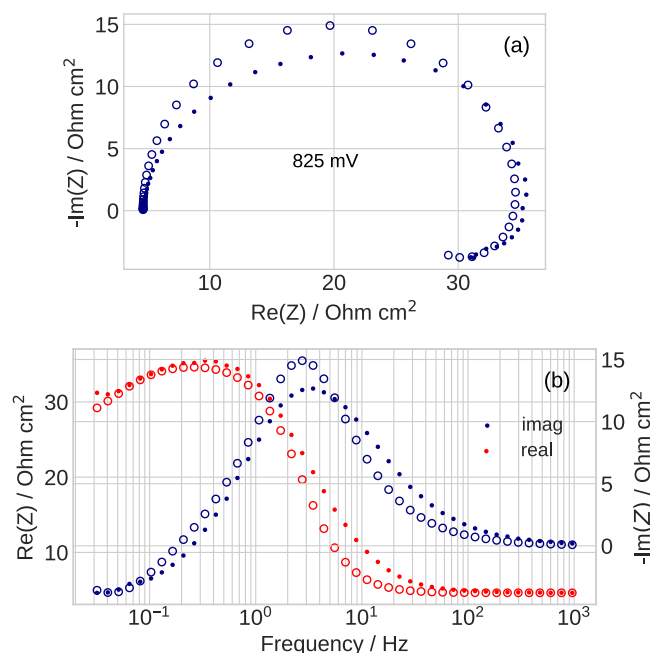 15
10
5
0
-Im(Z) / Ohm cm²
(a)
825 mV
10
20
30
Re(Z) / Ohm cm²
30
20
10
Re(Z) / Ohm cm²
(b)
imag
real
15
10
5
0
-Im(Z) / Ohm cm²
10⁻¹
10⁰
10¹
10²
10³
Frequency / Hz